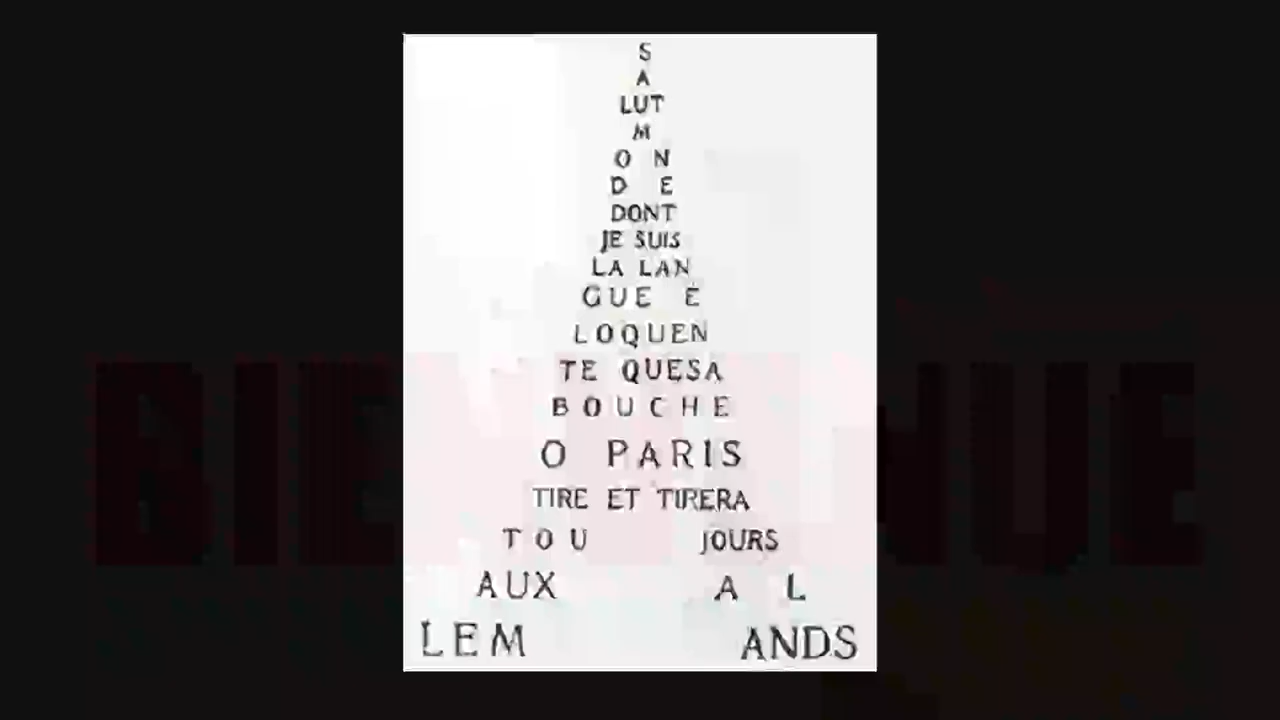 S
A
LUT
M
O N
D E
DONT
JE SUIS
LA LAN
GUE É
LOQUEN
TE QUESA
BOUCHE
O PARIS
TIRE ET TIRERA
TOU JOURS
AUX A L
LEM ANDS